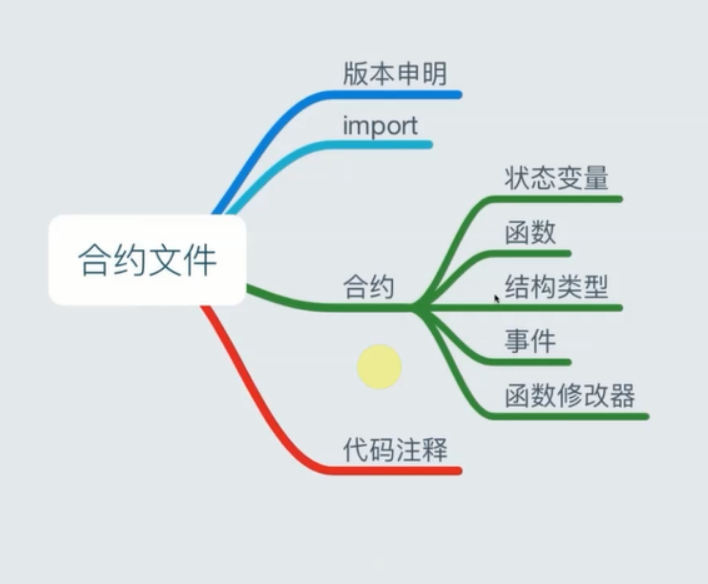 版本申明
import
状态变量
函数
合约文件
合约
结构类型
事件
函数修改器
代码注释